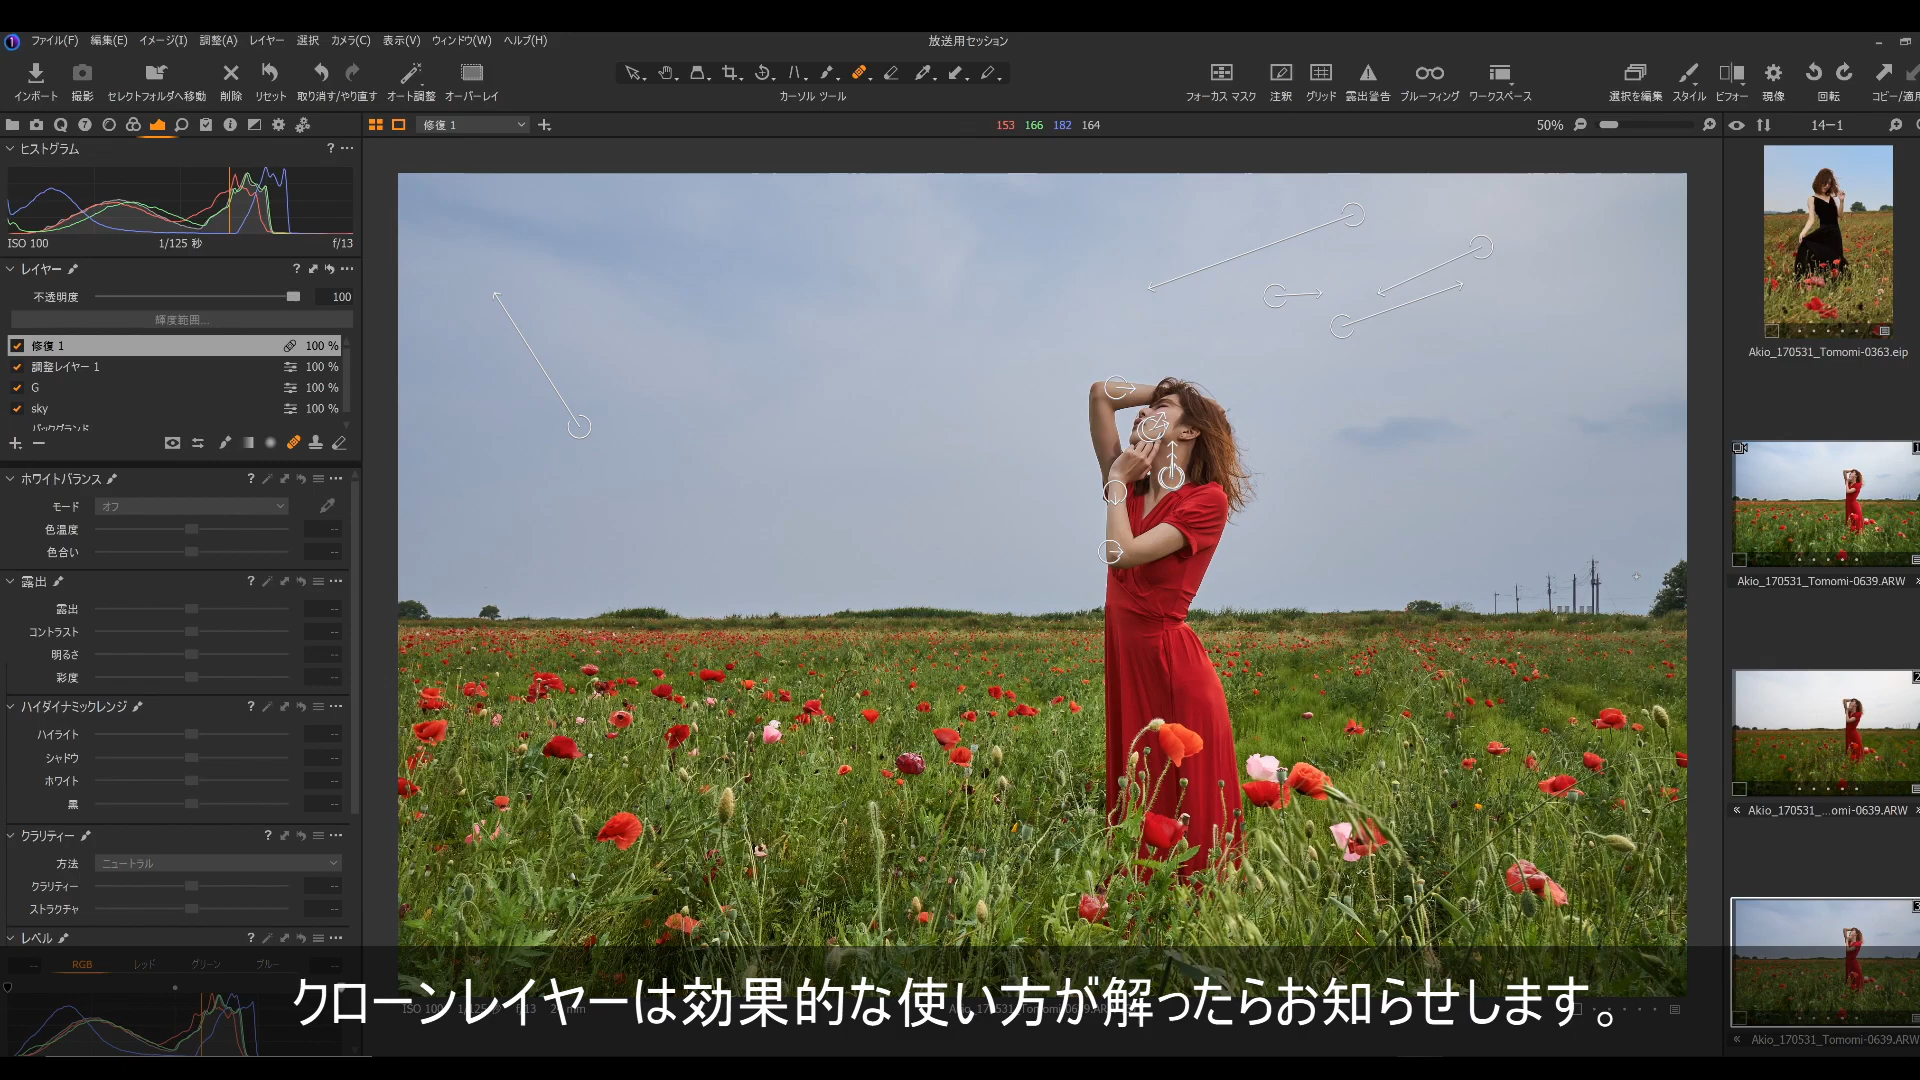 ファイル(F) 編集(E) イメージ(I) 調整(A) レイヤー 選択 カメラ(C) 表示(V) ウィンドウ(W) ヘルプ(H) 放送用セッション
インポート 撮影 セレクトフォルダへ移動 削除 リセット 取り消す/やり直す オート調整 オーバーレイ カーソル ツール フォーカス マスク 注釈 グリッド 露出警告 プルーフィング ワークスペース 選択を編集 スタイル ビフォー 現像 回転 コピー/適用
修復 1 153 166 182 164 50% 14–1
ヒストグラム
ISO 100 1/125 秒 f/13
レイヤー
不透明度 100
輝度範囲...
修復 1 100 %
調整レイヤー 1 100 %
G 100 %
sky 100 %
バックグランド
ホワイトバランス
モード オフ
色温度 --
色合い --
露出
露出 --
コントラスト --
明るさ --
彩度 --
ハイダイナミックレンジ
ハイライト --
シャドウ --
ホワイト --
黒 --
クラリティー
方法 ニュートラル
クラリティー --
ストラクチャ --
レベル
-- RGB レッド グリーン ブルー --
Akio_170531_Tomomi-0363.eip
1
Akio_170531_Tomomi-0639.ARW
2
Akio_170531_...omi-0639.ARW
3
Akio_170531_Tomomi-0639.ARW
クローンレイヤーは効果的な使い方が解ったらお知らせします。